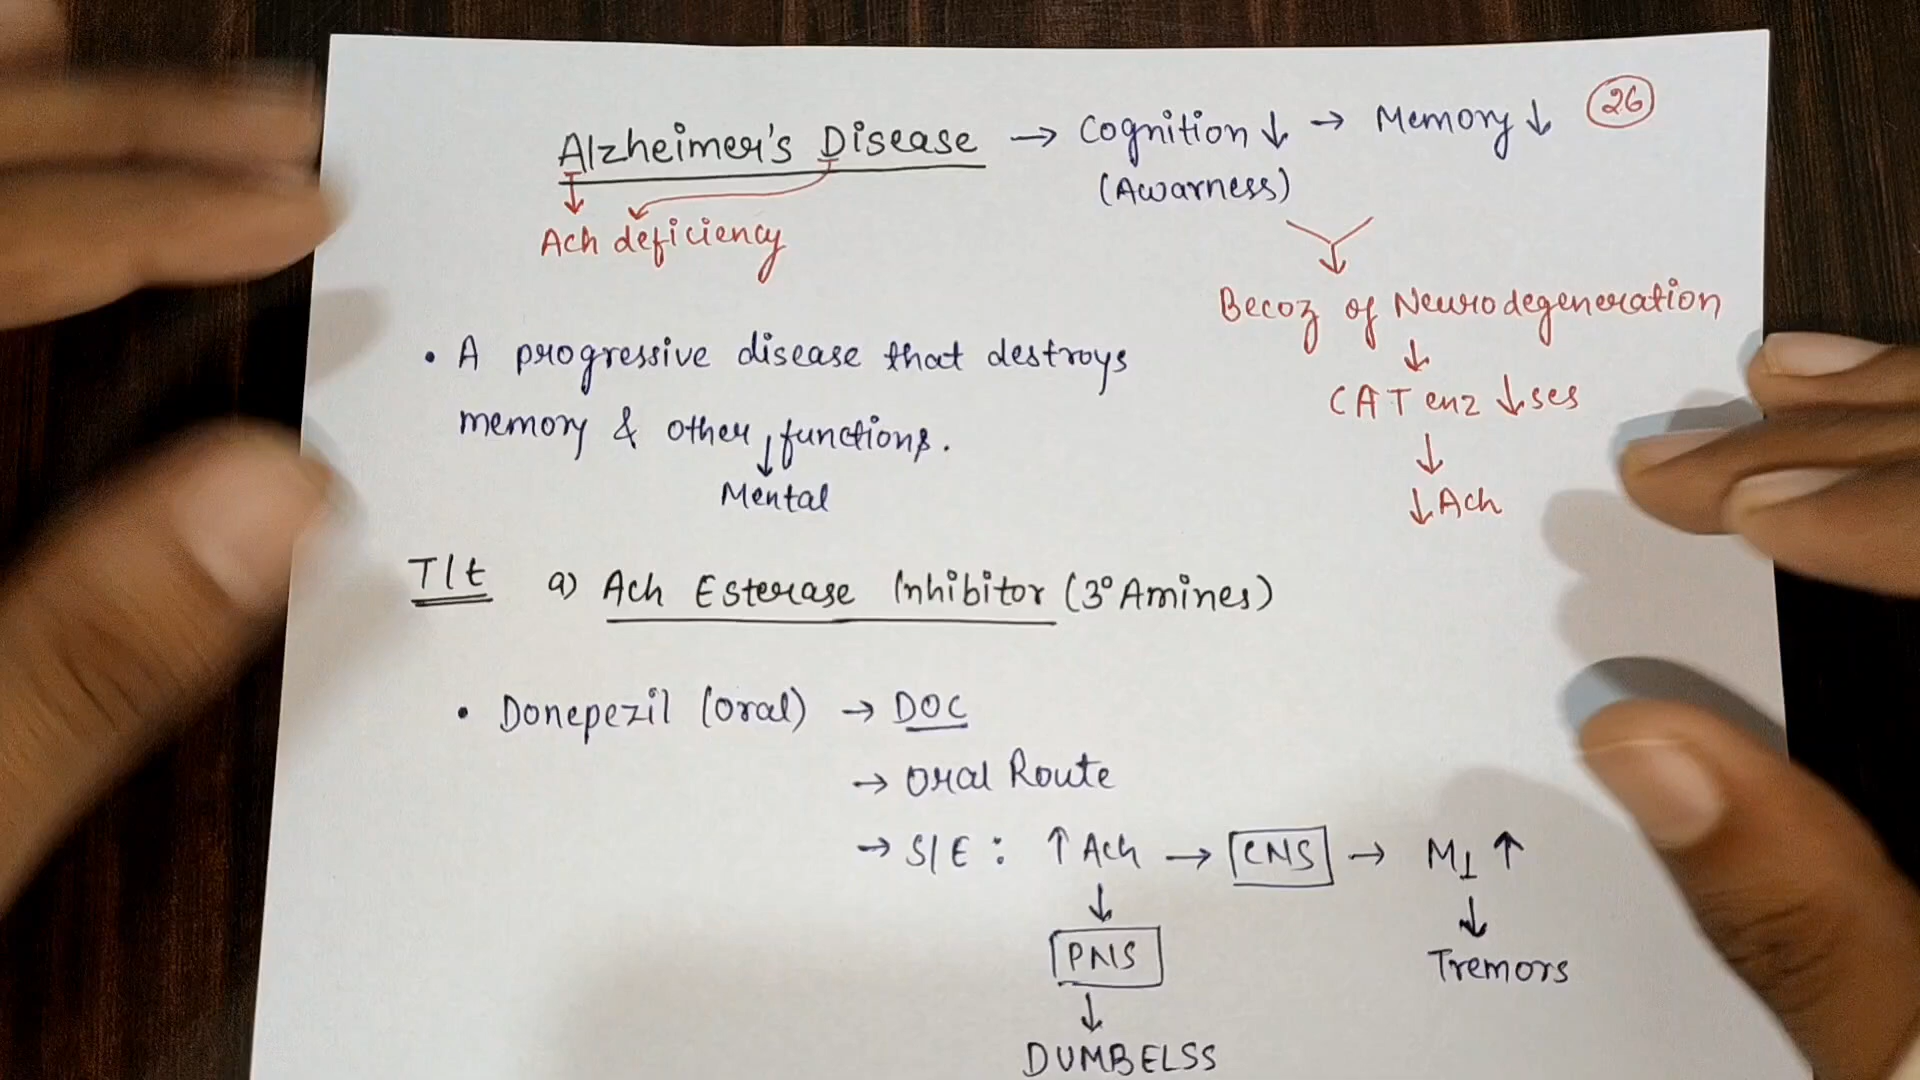 Alzheimer's Disease → Cognition ↓ → Memory ↓ 26
(Awarness)
Ach deficiency
Becoz of Neurodegeneration
↓
CAT enz ↓ses
↓
↓Ach
• A progressive disease that destroys
memory & other functions.
Mental
T/t a) Ach Esterase Inhibitor (3° Amines)
• Donepezil (oral) → DOC
→ Oral Route
→ S/E : ↑ Ach → CNS → M1 ↑
↓ ↓
PNS Tremors
↓
DUMBELSS